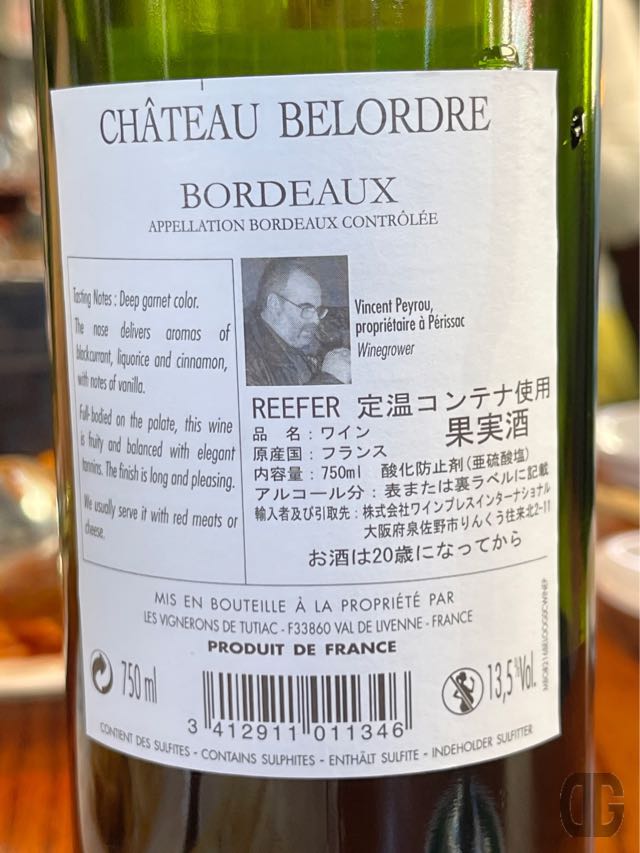 CHÂTEAU BELORDRE
BORDEAUX
APPELLATION BORDEAUX CONTRÔLÉE
Tasting Notes : Deep garnet color.
The nose delivers aromas of
blackcurrant, liquorice and cinnamon,
with notes of vanilla.
Full-bodied on the palate, this wine
is fruity and balanced with elegant
tannins. The finish is long and pleasing.
We usually serve it with red meats or
cheese.
Vincent Peyrou,
propriétaire à Périssac
Winegrower
REEFER 定温コンテナ使用
品 名：ワイン 果実酒
原産国：フランス
内容量：750ml 酸化防止剤(亜硫酸塩)
アルコール分：表または裏ラベルに記載
輸入者及び引取先：株式会社ワインプレスインターナショナル
大阪府泉佐野市りんくう往来北2-11
お酒は20歳になってから
MIS EN BOUTEILLE À LA PROPRIÉTÉ PAR
LES VIGNERONS DE TUTIAC - F33860 VAL DE LIVENNE - FRANCE
PRODUIT DE FRANCE
750 ml
13,5 %Vol.
3 412911 011346
CONTIENT DES SULFITES - CONTAINS SULPHITES - ENTHÄLT SULFITE - INDEHOLDER SULFITTER
DG